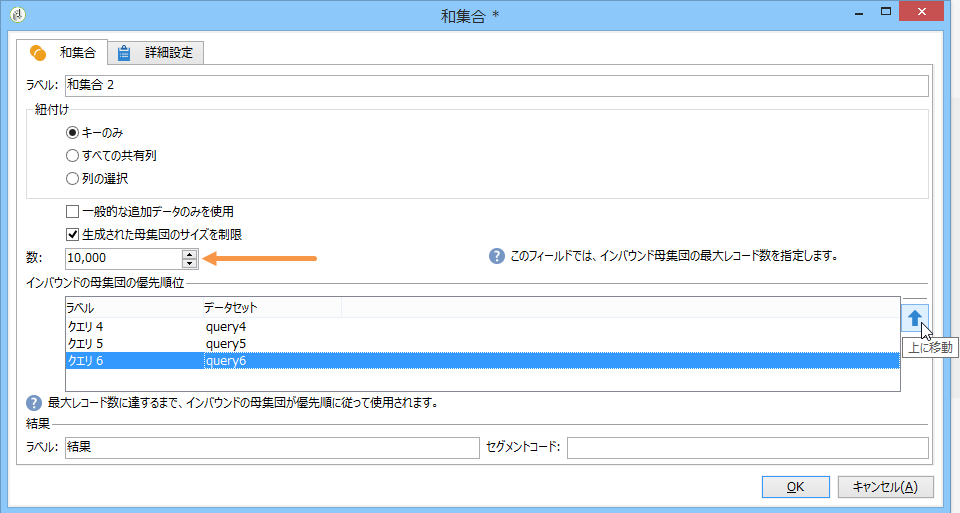 和集合 *
和集合 詳細設定
ラベル: 和集合 2
紐付け
キーのみ
すべての共有列
列の選択
一般的な追加データのみを使用
生成された母集団のサイズを制限
数: 10,000 ? このフィールドでは、インバウンド母集団の最大レコード数を指定します。
インバウンドの母集団の優先順位
ラベル データセット
クエリ 4 query4
クエリ 5 query5
クエリ 6 query6
上に移動
? 最大レコード数に達するまで、インバウンドの母集団が優先順に従って使用されます。
結果
ラベル: 結果 セグメントコード:
OK キャンセル(A)